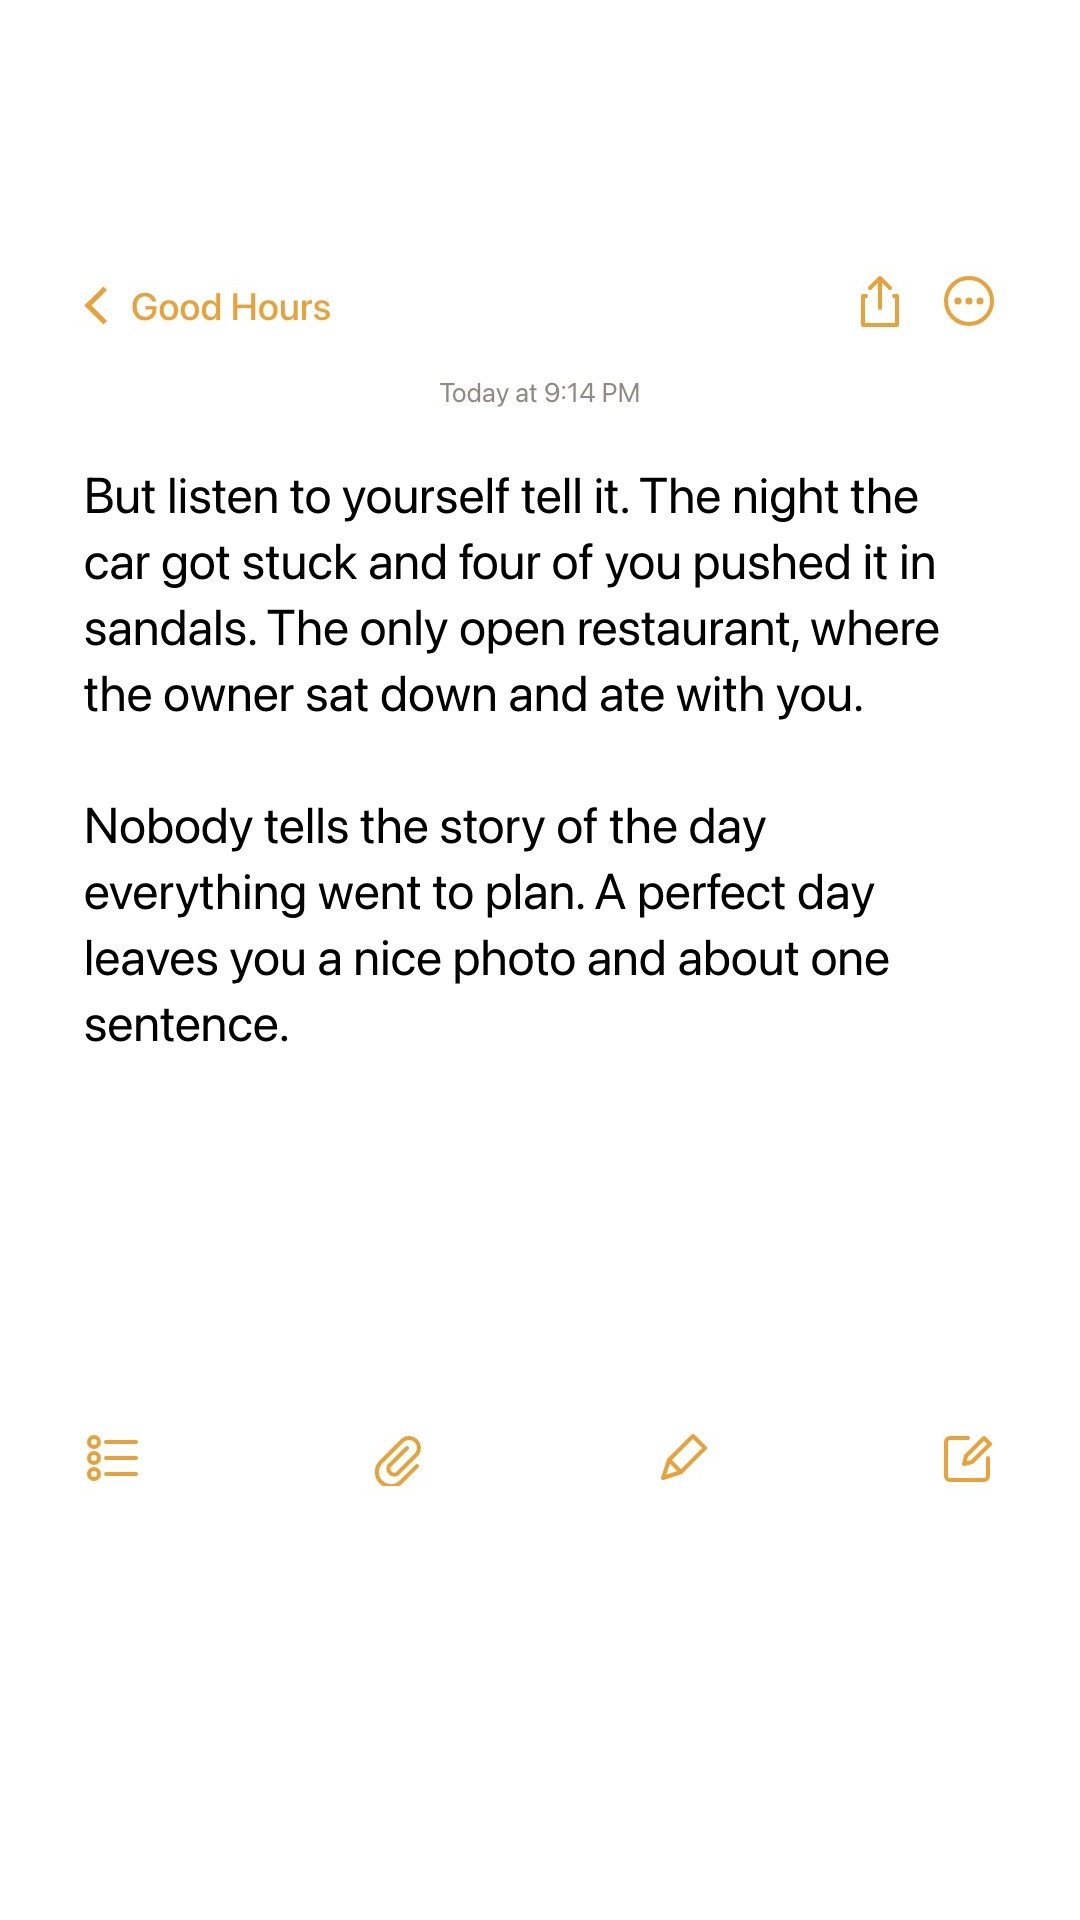 Good Hours
Today at 9:14 PM
But listen to yourself tell it. The night the
car got stuck and four of you pushed it in
sandals. The only open restaurant, where
the owner sat down and ate with you.
Nobody tells the story of the day
everything went to plan. A perfect day
leaves you a nice photo and about one
sentence.